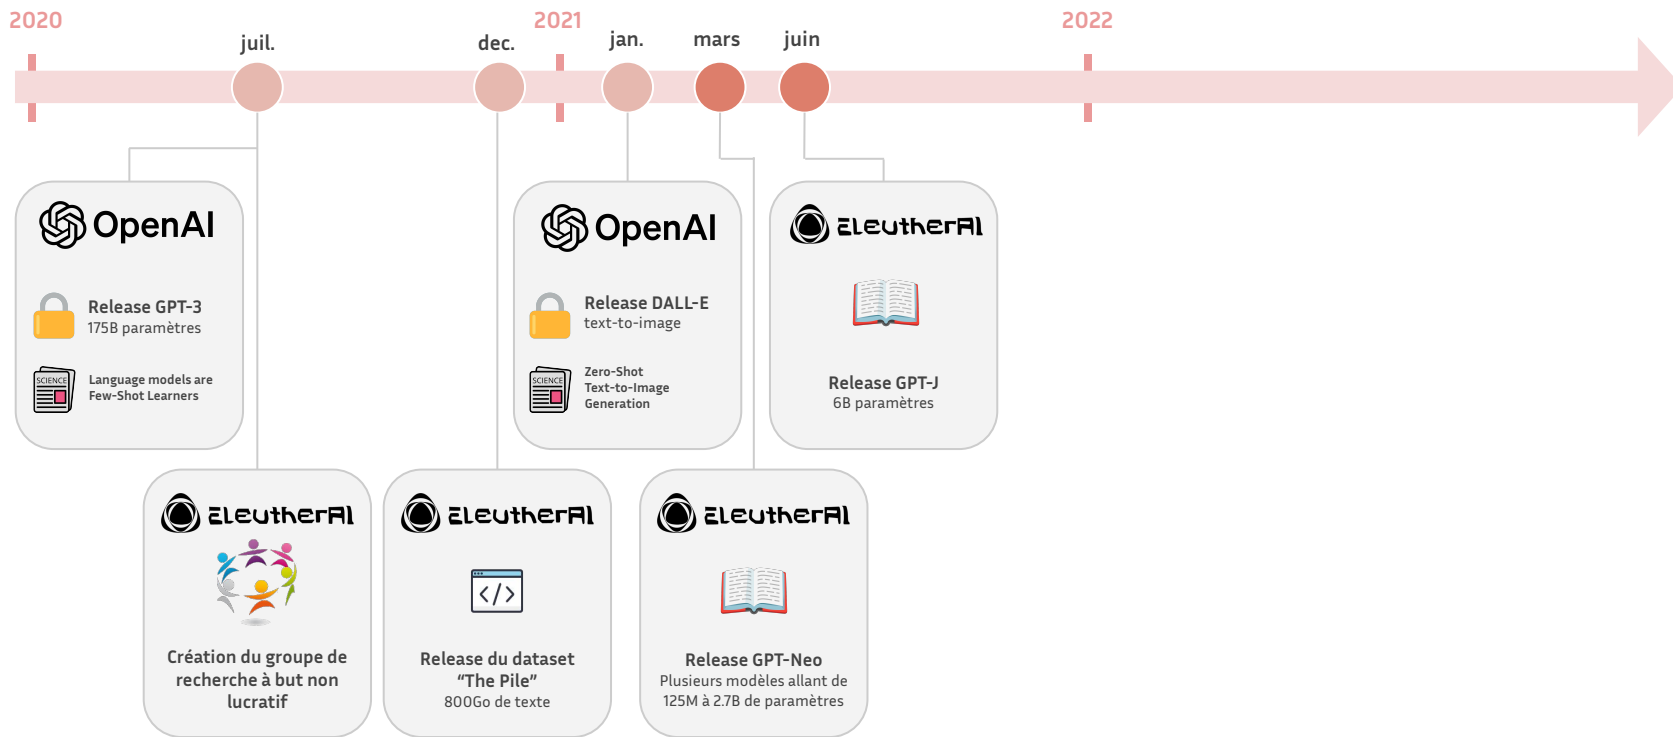 2020
2021
2022
juil.
dec.
jan.
mars
juin
OpenAI
Release GPT-3
175B paramètres
SCIENCE
Language models are
Few-Shot Learners
OpenAI
Release DALL-E
text-to-image
SCIENCE
Zero-Shot
Text-to-Image
Generation
EleutherAI
Release GPT-J
6B paramètres
EleutherAI
Création du groupe de
recherche à but non
lucratif
EleutherAI
</>
Release du dataset
“The Pile”
800Go de texte
EleutherAI
Release GPT-Neo
Plusieurs modèles allant de
125M à 2.7B de paramètres